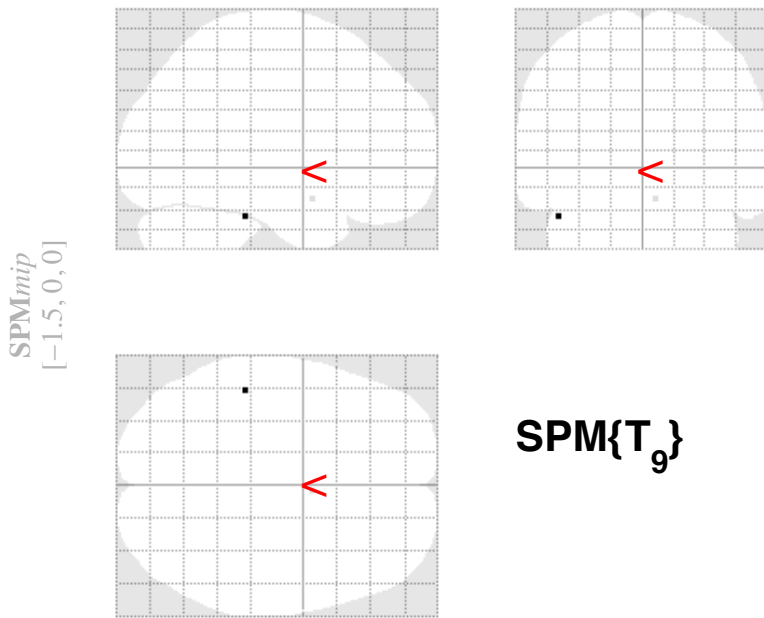 SPMmip
[−1.5, 0, 0]
<
<
<
SPM{T9}